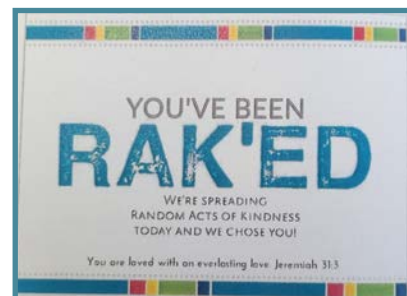 YOU'VE BEEN
RAK'ED
WE'RE SPREADING
RANDOM ACTS OF KINDNESS
TODAY AND WE CHOSE YOU!
You are loved with an everlasting love Jeremiah 31:3